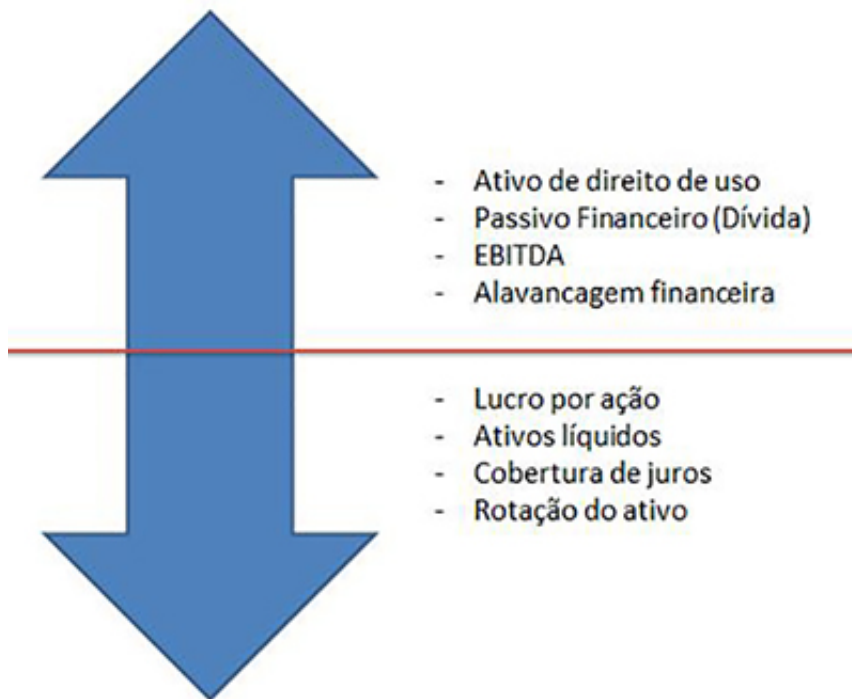 - Ativo de direito de uso
- Passivo Financeiro (Dívida)
- EBITDA
- Alavancagem financeira
- Lucro por ação
- Ativos líquidos
- Cobertura de juros
- Rotação do ativo